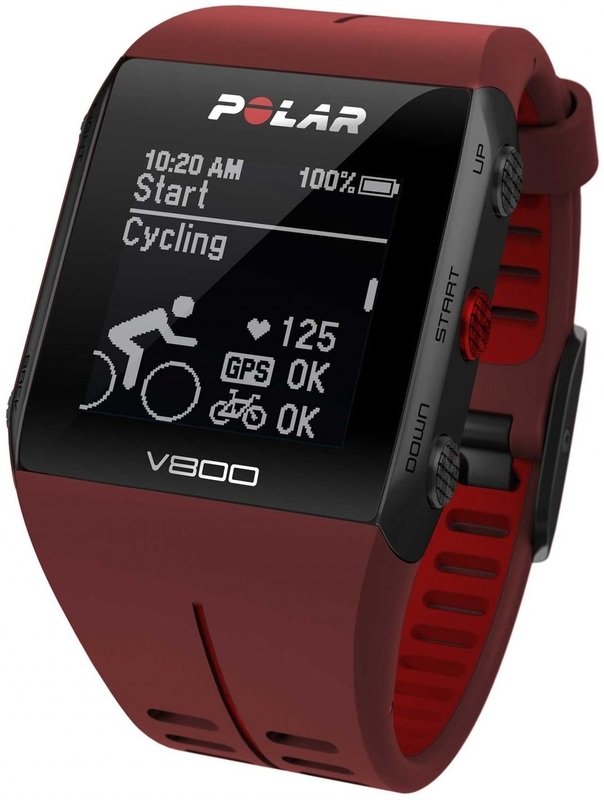 POLAR
10:20 AM 100%
Start
Cycling
125
GPS OK
OK
V800
UP
START
DOWN